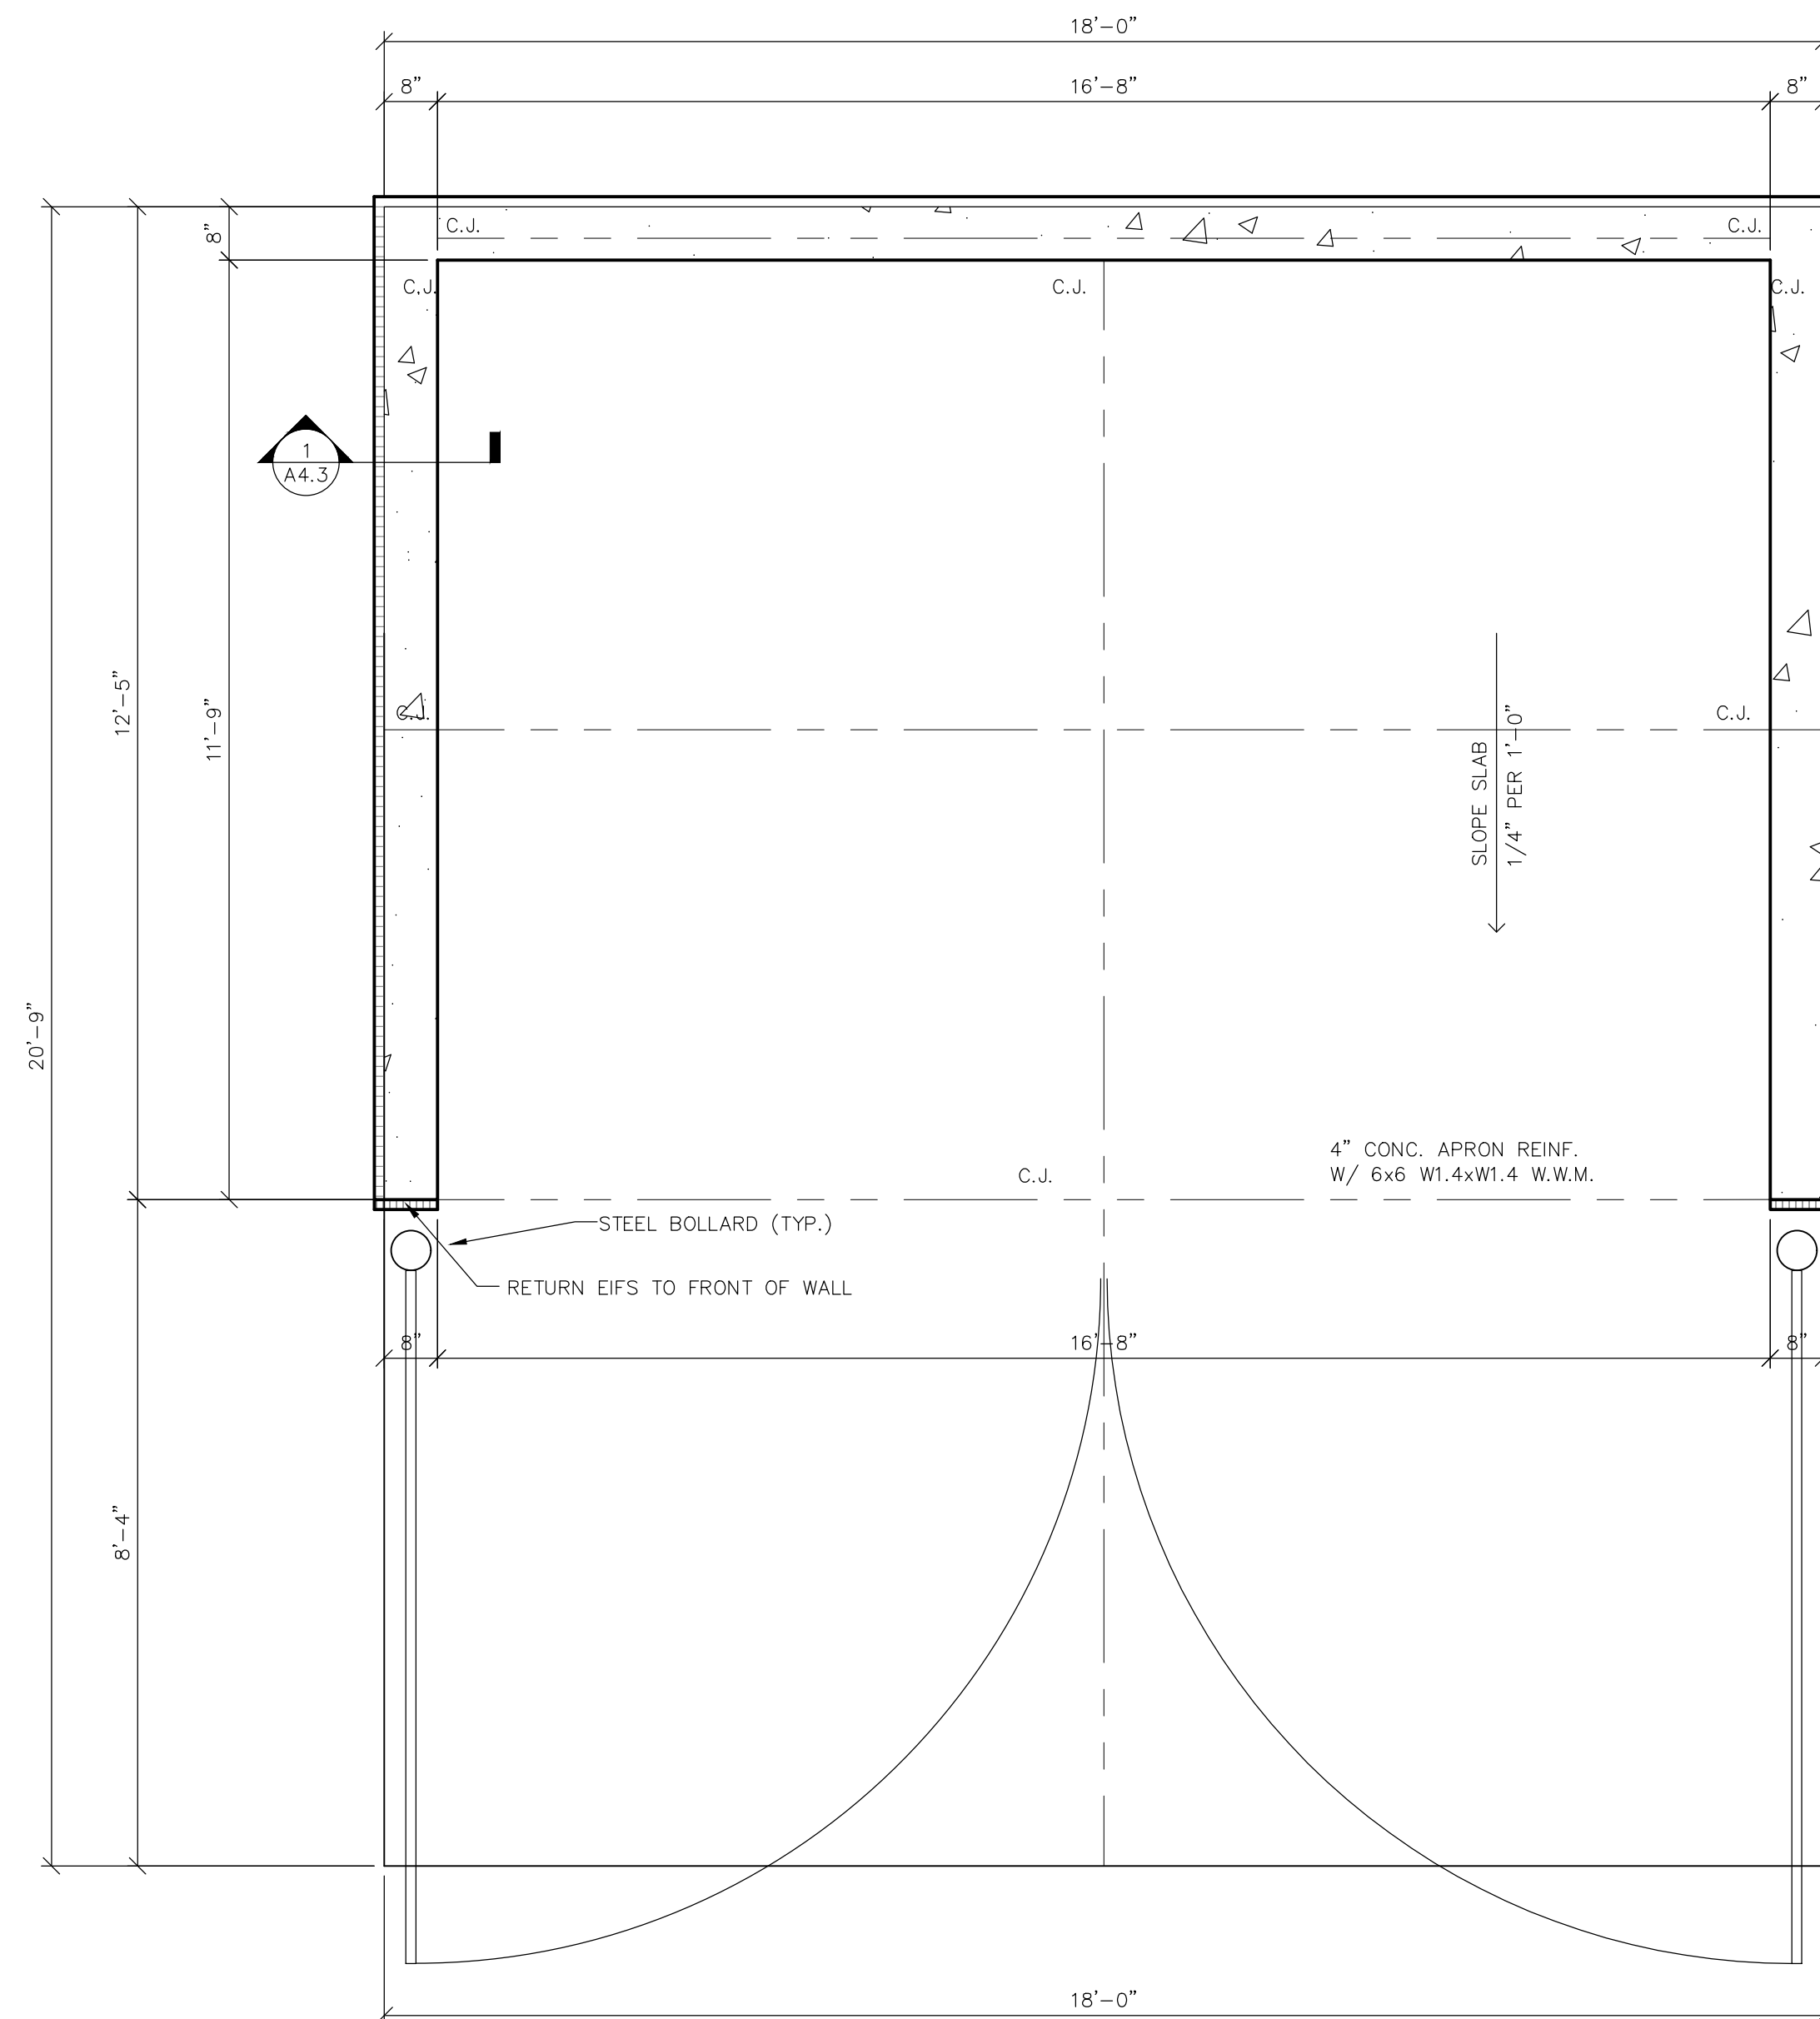 18'-0"
8"
16'-8"
8"
8"
C.J.
C.J.
C,J.
C.J.
C.J.
1
A4.3
12'-5"
11'-9"
C.J.
C.J.
SLOPE SLAB
1/4" PER 1'-0"
20'-9"
4" CONC. APRON REINF.
W/ 6x6 W1.4xW1.4 W.W.M.
C.J.
STEEL BOLLARD (TYP.)
RETURN EIFS TO FRONT OF WALL
8"
16'-8"
8"
8'-4"
18'-0"